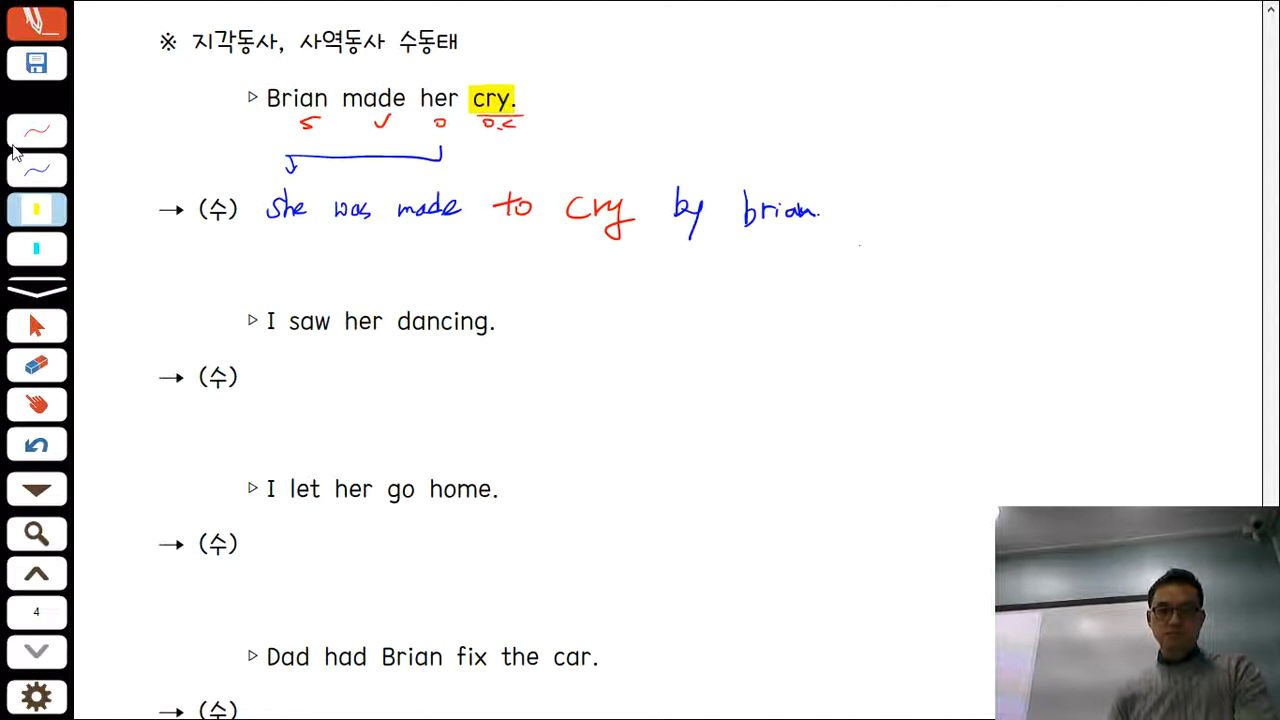 ※ 지각동사, 사역동사 수동태
▷ Brian made her cry.
S V O O.C
→ (수) she was made to cry by brian.
▷ I saw her dancing.
→ (수)
▷ I let her go home.
→ (수)
4
▷ Dad had Brian fix the car.
→ (수)